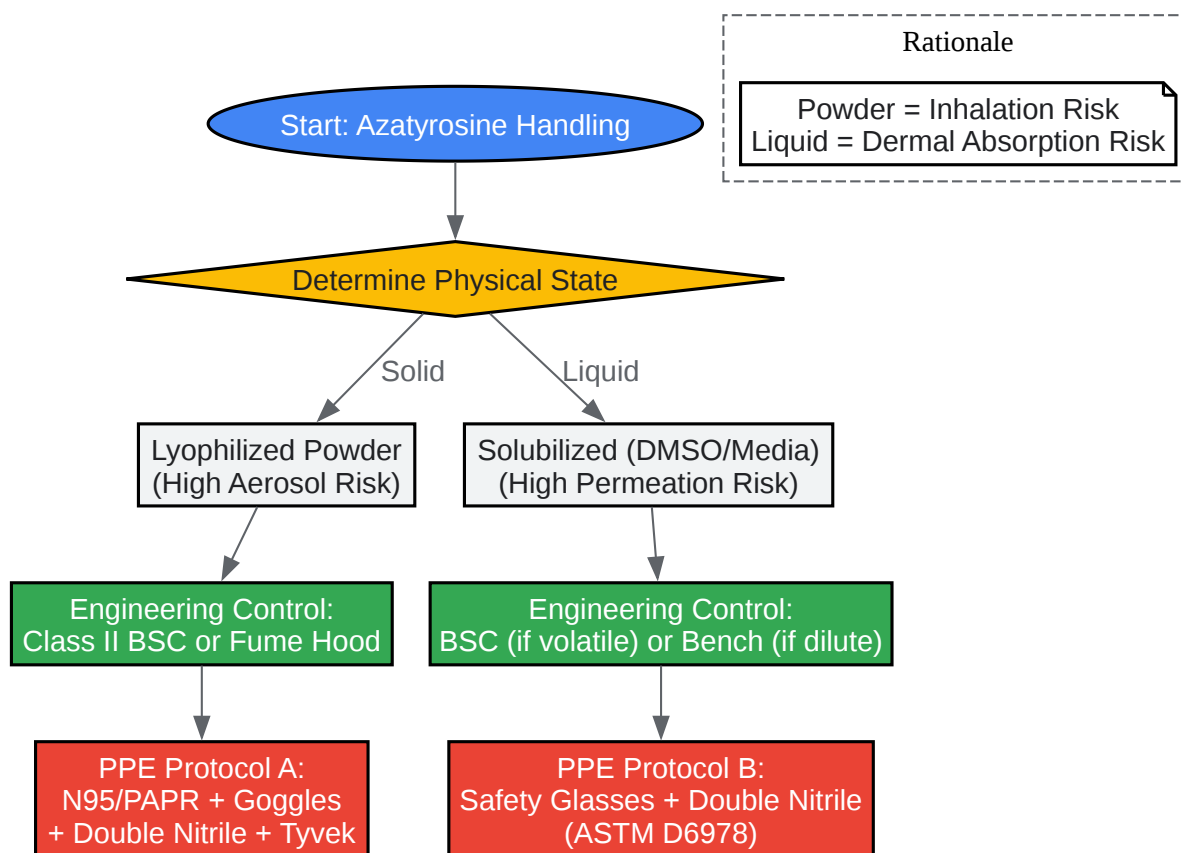 Rationale
Powder = Inhalation Risk
Liquid = Dermal Absorption Risk
Start: Azatyrosine Handling
Determine Physical State
Solid
Liquid
Lyophilized Powder
(High Aerosol Risk)
Solubilized (DMSO/Media)
(High Permeation Risk)
Engineering Control:
Class II BSC or Fume Hood
Engineering Control:
BSC (if volatile) or Bench (if dilute)
PPE Protocol A:
N95/PAPR + Goggles
+ Double Nitrile + Tyvek
PPE Protocol B:
Safety Glasses + Double Nitrile
(ASTM D6978)